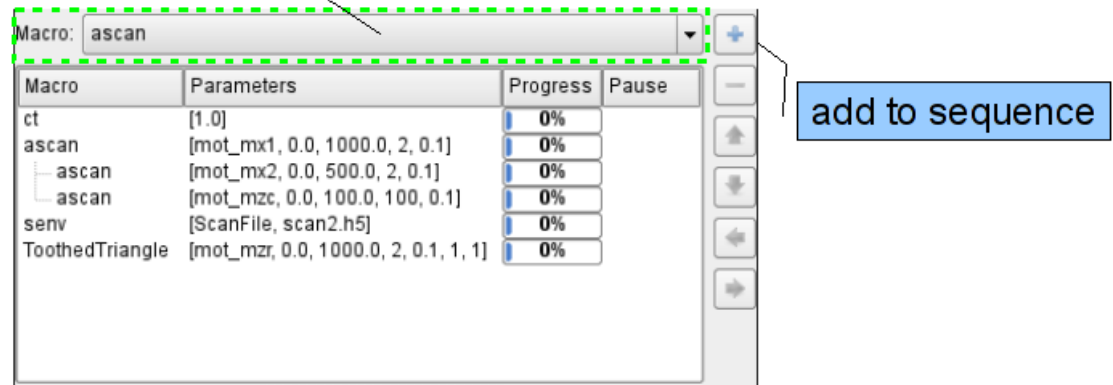 Macro: ascan
Macro Parameters Progress Pause
ct [1.0] 0%
ascan [mot_mx1, 0.0, 1000.0, 2, 0.1] 0%
ascan [mot_mx2, 0.0, 500.0, 2, 0.1] 0%
ascan [mot_mzc, 0.0, 100.0, 100, 0.1] 0%
senv [ScanFile, scan2.h5] 0%
ToothedTriangle [mot_mzr, 0.0, 1000.0, 2, 0.1, 1, 1] 0%
add to sequence